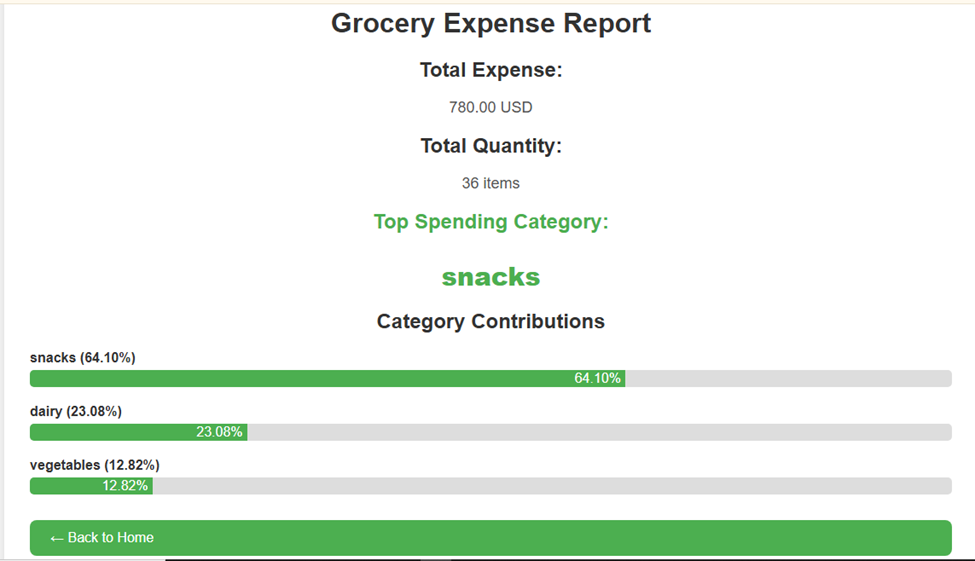 Grocery Expense Report
Total Expense:
780.00 USD
Total Quantity:
36 items
Top Spending Category:
snacks
Category Contributions
snacks (64.10%)
64.10%
dairy (23.08%)
23.08%
vegetables (12.82%)
12.82%
← Back to Home